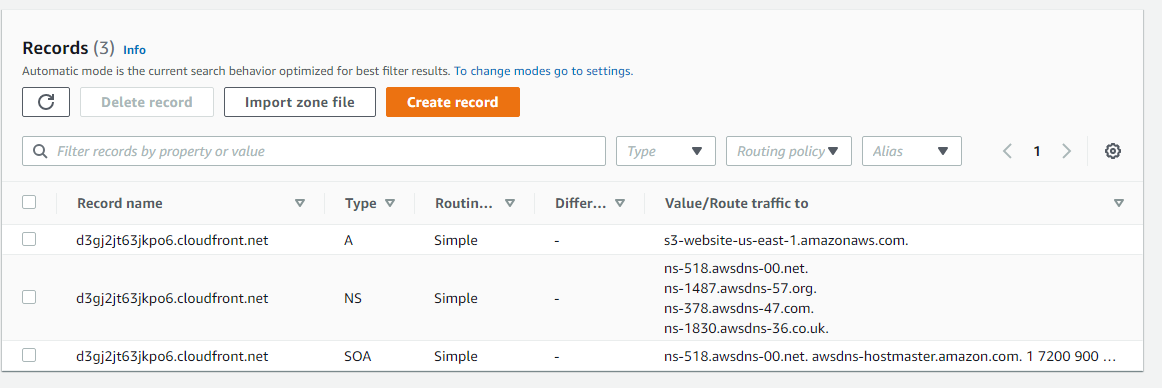 Records (3) Info
Automatic mode is the current search behavior optimized for best filter results. To change modes go to settings.
Delete record Import zone file Create record
Filter records by property or value Type Routing policy Alias 1
Record name Type Routin... Differ... Value/Route traffic to
d3gj2jt63jkpo6.cloudfront.net A Simple - s3-website-us-east-1.amazonaws.com.
d3gj2jt63jkpo6.cloudfront.net NS Simple - ns-518.awsdns-00.net.
ns-1487.awsdns-57.org.
ns-378.awsdns-47.com.
ns-1830.awsdns-36.co.uk.
d3gj2jt63jkpo6.cloudfront.net SOA Simple - ns-518.awsdns-00.net. awsdns-hostmaster.amazon.com. 1 7200 900 ...